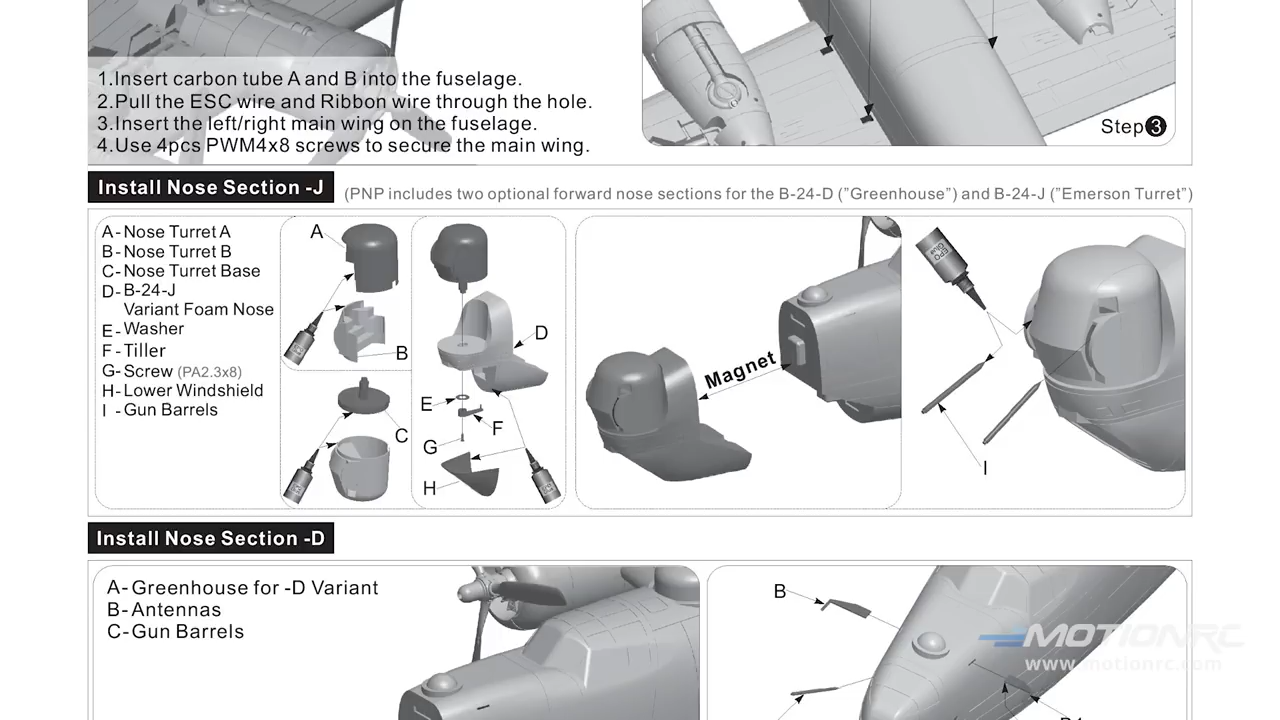 1.Insert carbon tube A and B into the fuselage.
2.Pull the ESC wire and Ribbon wire through the hole.
3.Insert the left/right main wing on the fuselage.
4.Use 4pcs PWM4x8 screws to secure the main wing.
Step3
Install Nose Section -J
(PNP includes two optional forward nose sections for the B-24-D ("Greenhouse") and B-24-J ("Emerson Turret")
A-Nose Turret A
B-Nose Turret B
C-Nose Turret Base
D-B-24-J
Variant Foam Nose
E-Washer
F-Tiller
G-Screw (PA2.3x8)
H-Lower Windshield
I -Gun Barrels
A
B
C
D
E
F
G
H
Magnet
EPO
Glue
I
Install Nose Section -D
A-Greenhouse for -D Variant
B-Antennas
C-Gun Barrels
B
MOTIONRC
www.motionrc.com